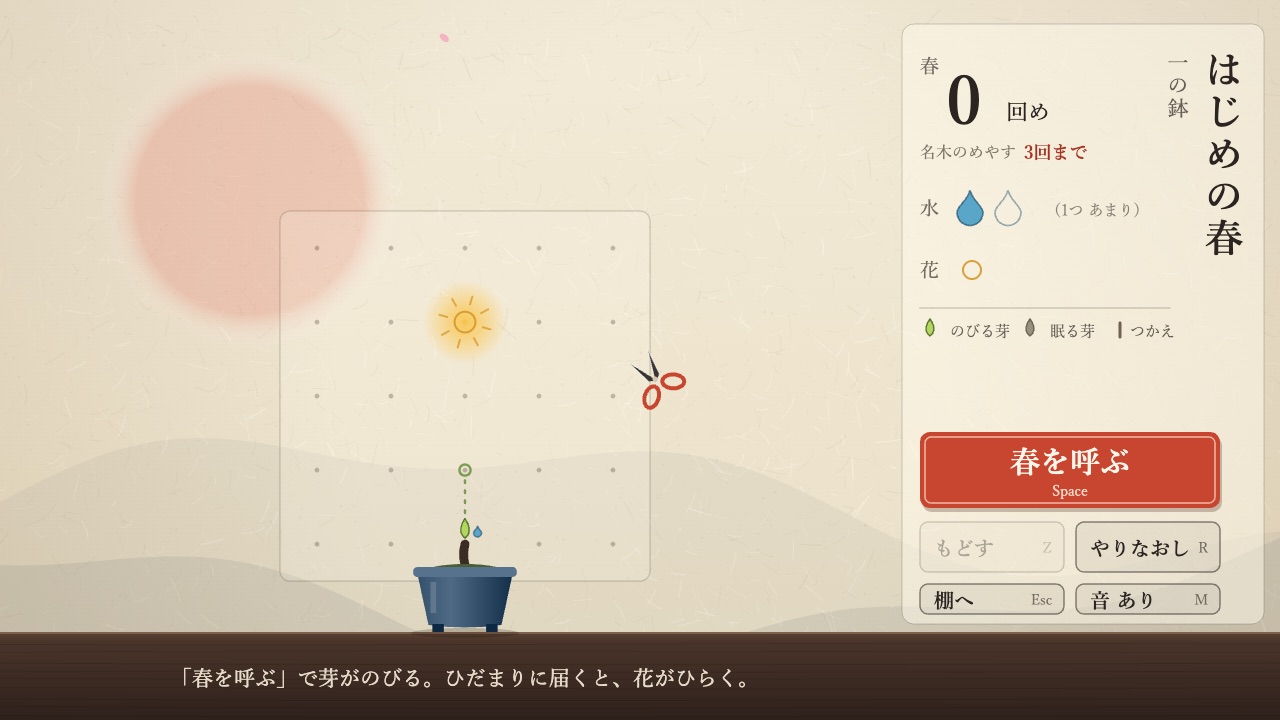 はじめの春
一の鉢
春 0 回め
名木のめやす 3回まで
水 （1つ あまり）
花
のびる芽 眠る芽 つかえ
春を呼ぶ
Space
もどす Z
やりなおし R
棚へ Esc
音 あり M
「春を呼ぶ」で芽がのびる。ひだまりに届くと、花がひらく。